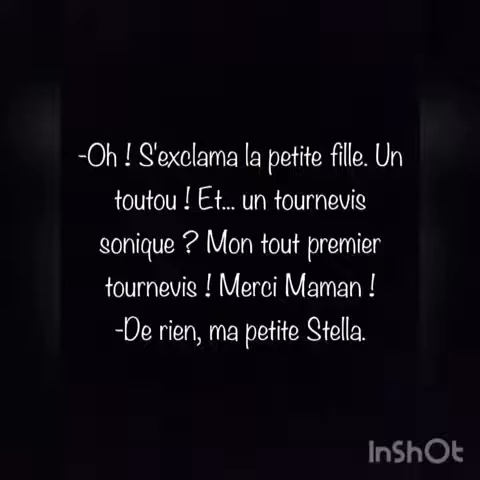 -Oh ! S'exclama la petite fille. Un
toutou ! Et... un tournevis
sonique ? Mon tout premier
tournevis ! Merci Maman !
-De rien, ma petite Stella.
InShOt